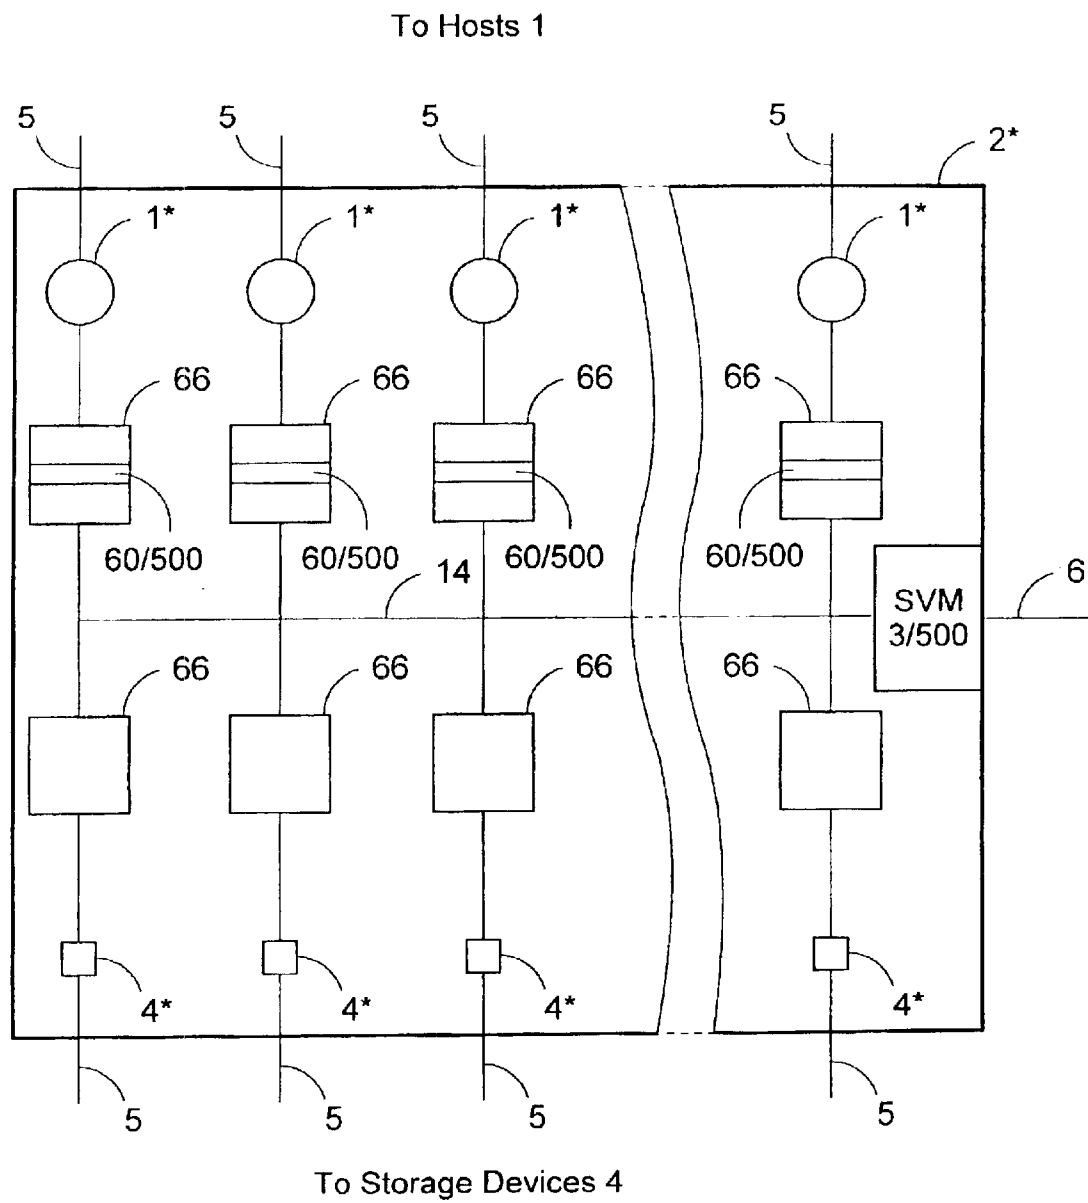 To Hosts 1
5 5 5 5
2*
1* 1* 1* 1*
66 66 66 66
60/500 60/500 60/500 60/500
14
6
SVM
3/500
66 66 66 66
4* 4* 4* 4*
5 5 5 5
To Storage Devices 4